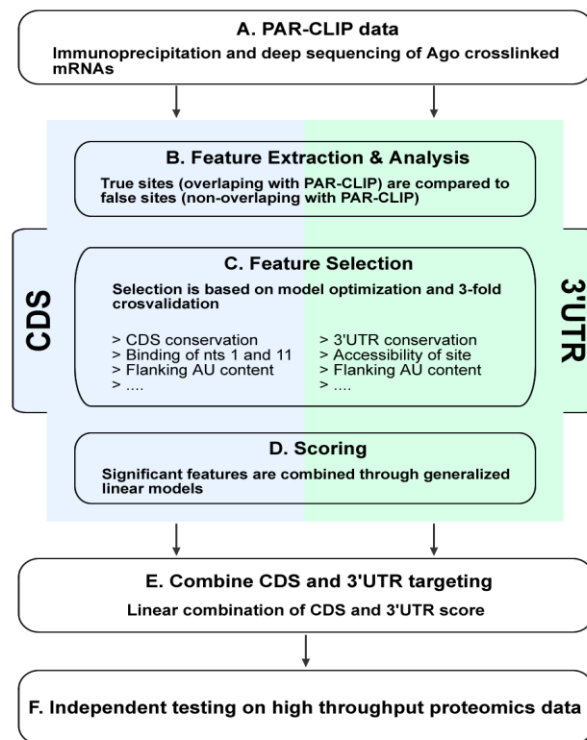 A. PAR-CLIP data
Immunoprecipitation and deep sequencing of Ago crosslinked
mRNAs
B. Feature Extraction & Analysis
True sites (overlaping with PAR-CLIP) are compared to
false sites (non-overlaping with PAR-CLIP)
CDS
C. Feature Selection
Selection is based on model optimization and 3-fold
crosvalidation
> CDS conservation
> Binding of nts 1 and 11
> Flanking AU content
> ....
> 3'UTR conservation
> Accessibility of site
> Flanking AU content
> ....
3'UTR
D. Scoring
Significant features are combined through generalized
linear models
E. Combine CDS and 3'UTR targeting
Linear combination of CDS and 3'UTR score
F. Independent testing on high throughput proteomics data